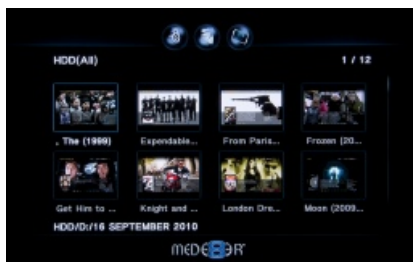 HDD(All) 1 / 12
, The (1999) Expendable... From Paris... Frozen (20...
Get Him to ... Knight and ... London Dre... Moon (2009...
HDD/D:/16 SEPTEMBER 2010
MEDE8ER